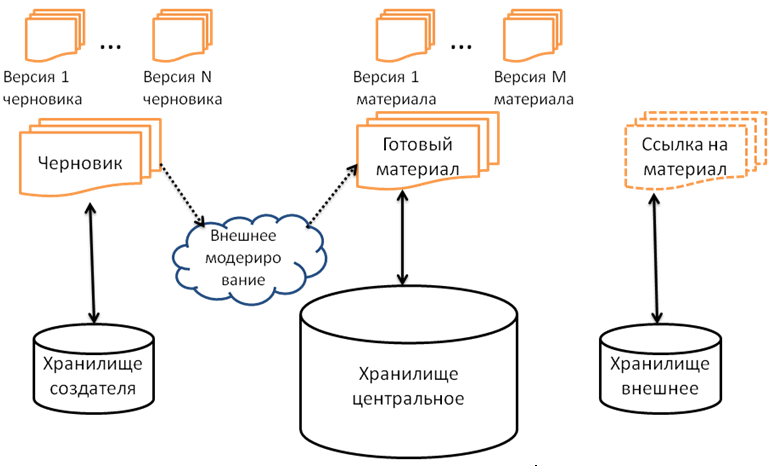 ... ...
Версия 1 Версия N Версия 1 Версия M
черновика черновика материала материала
Черновик
Готовый
материал
Ссылка на
материал
Внешнее
модериро
вание
Хранилище
создателя
Хранилище
центральное
Хранилище
внешнее